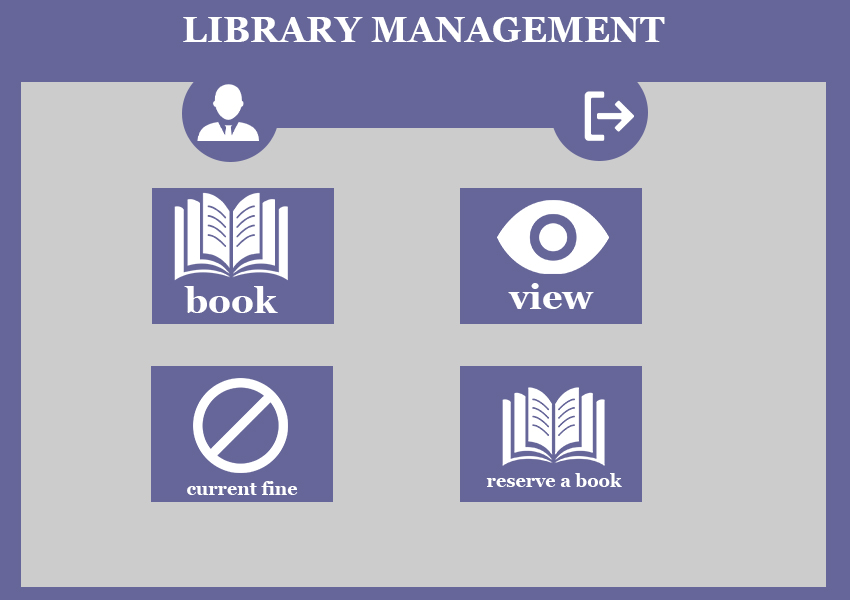 LIBRARY MANAGEMENT
book
view
current fine
reserve a book